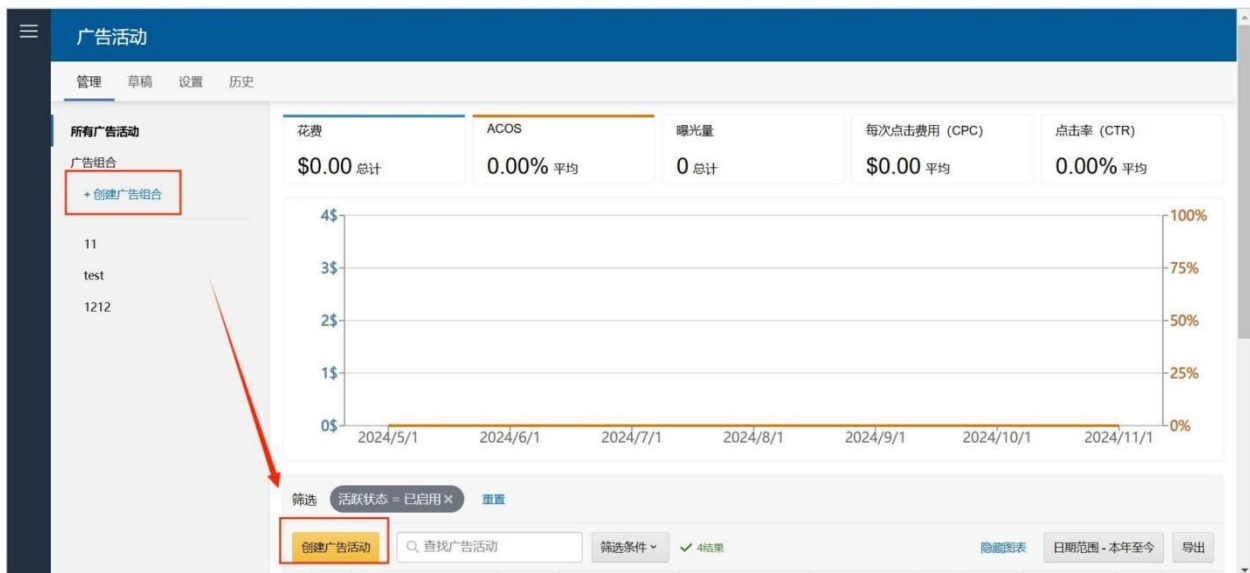 广告活动
管理 草稿 设置 历史
所有广告活动
广告组合
+ 创建广告组合
11
test
1212
花费 ACOS 曝光量 每次点击费用 (CPC) 点击率 (CTR)
$0.00 总计 0.00% 平均 0 总计 $0.00 平均 0.00% 平均
4$ 100%
3$ 75%
2$ 50%
1$ 25%
0$ 0%
2024/5/1 2024/6/1 2024/7/1 2024/8/1 2024/9/1 2024/10/1 2024/11/1
筛选 活跃状态 = 已启用 × 重置
创建广告活动 查找广告活动 筛选条件 4结果 隐藏图表 日期范围 - 本年至今 导出